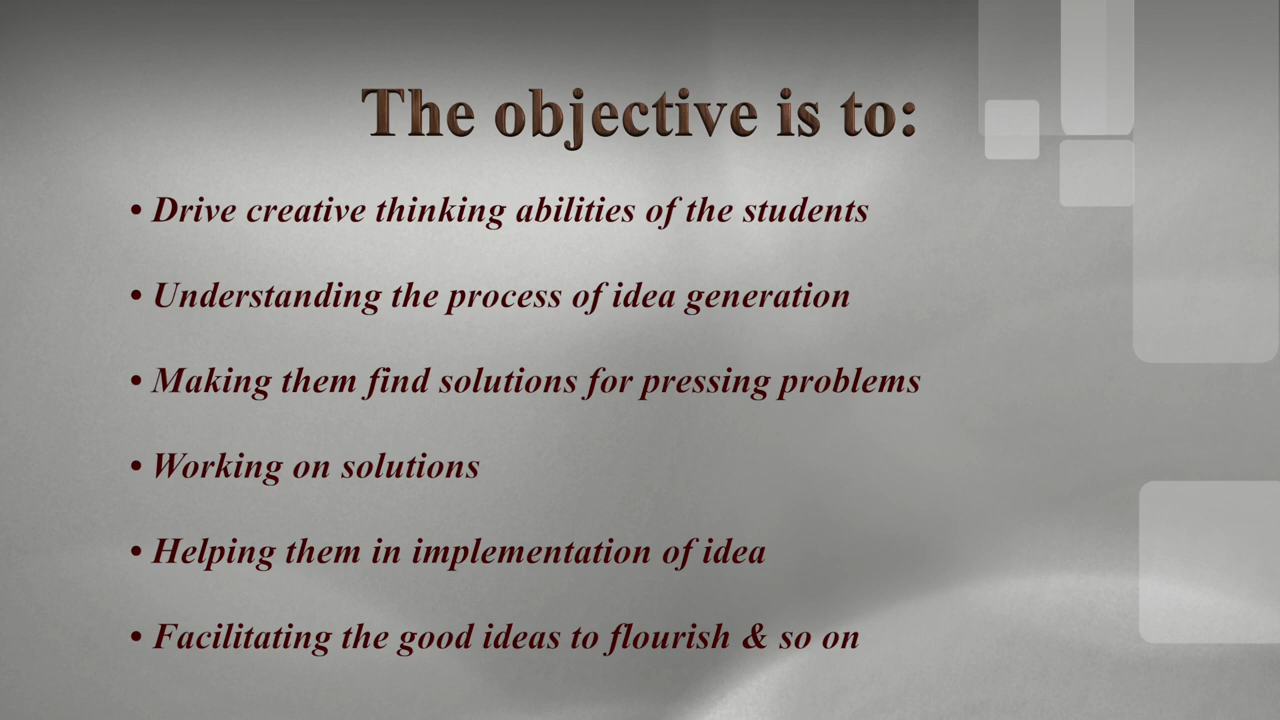 The objective is to:
• Drive creative thinking abilities of the students
• Understanding the process of idea generation
• Making them find solutions for pressing problems
• Working on solutions
• Helping them in implementation of idea
• Facilitating the good ideas to flourish & so on